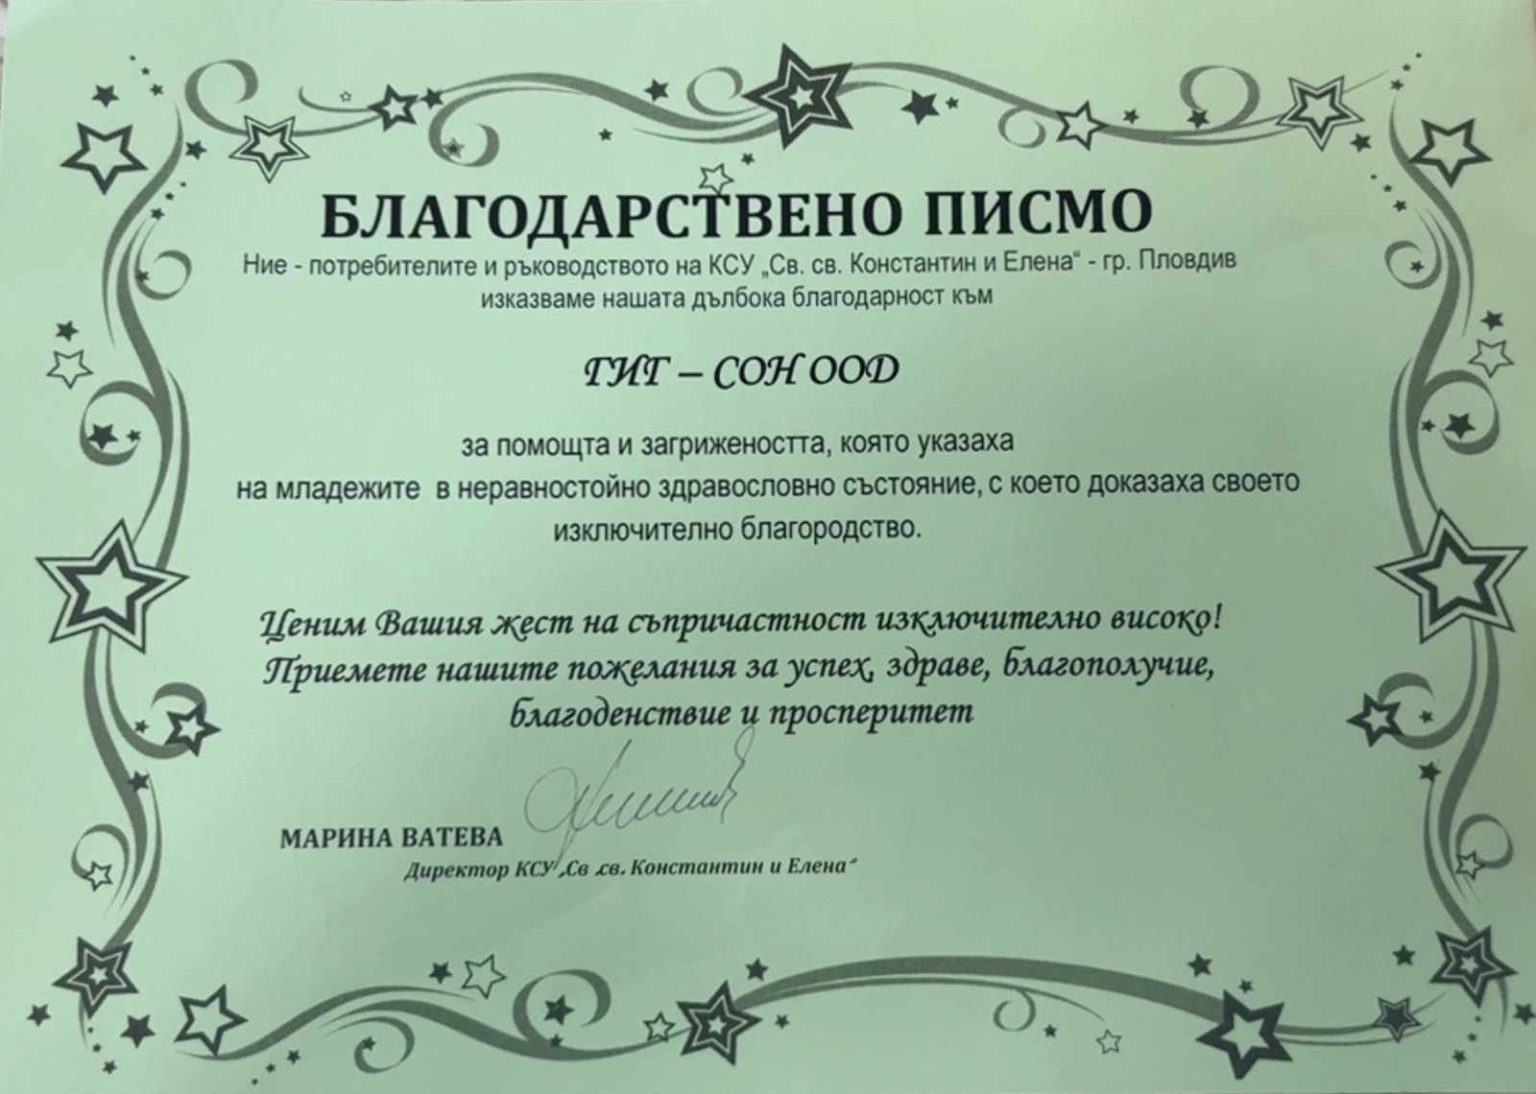 БЛАГОДАРСТВЕНО ПИСМО
Ние - потребителите и ръководството на КСУ „Св. св. Константин и Елена“ - гр. Пловдив
изказваме нашата дълбока благодарност към
ГИГ – СОН ООД
за помощта и загрижеността, която указаха
на младежите в неравностойно здравословно състояние, с което доказаха своето
изключително благородство.
Ценим Вашия жест на съпричастност изключително високо!
Приемете нашите пожелания за успех, здраве, благополучие,
благоденствие и просперитет
МАРИНА ВАТЕВА
Директор КСУ „Св .св. Константин и Елена“